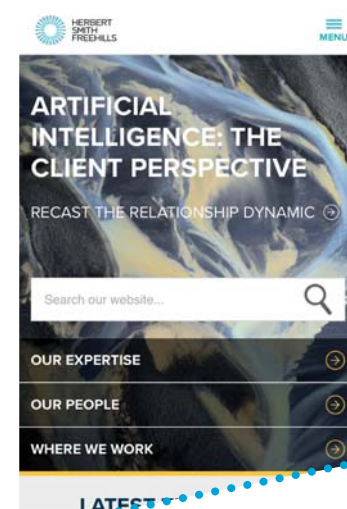 HERBERT
SMITH
FREEHILLS
MENU
ARTIFICIAL
INTELLIGENCE: THE
CLIENT PERSPECTIVE
RECAST THE RELATIONSHIP DYNAMIC
Search our website...
OUR EXPERTISE
OUR PEOPLE
WHERE WE WORK
LATEST